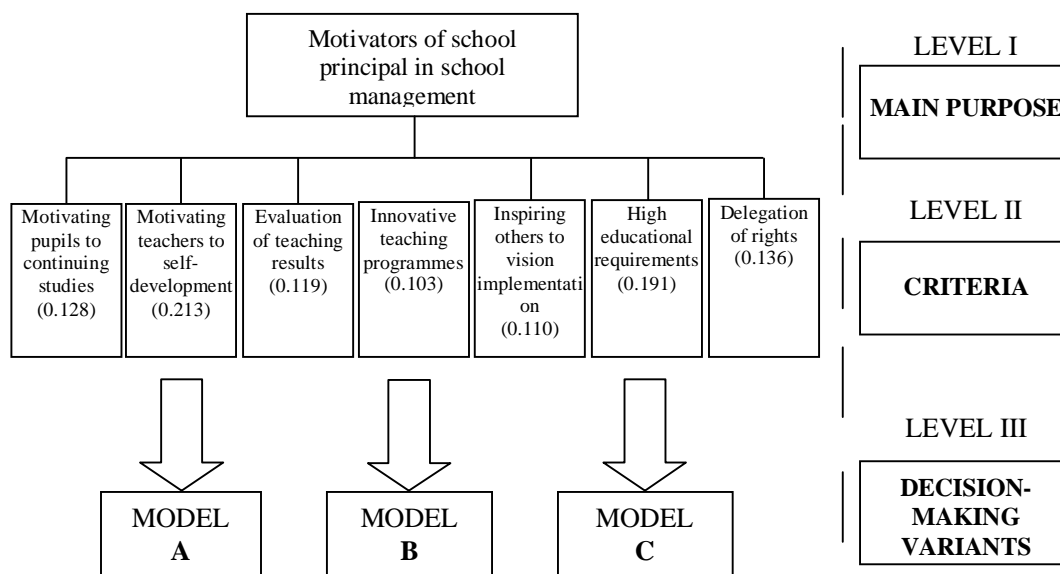 Motivators of school
principal in school
management
LEVEL I
MAIN PURPOSE
Motivating
pupils to
continuing
studies
(0.128)
Motivating
teachers to
self-
development
(0.213)
Evaluation
of teaching
results
(0.119)
Innovative
teaching
programmes
(0.103)
Inspiring
others to
vision
implementati
on
(0.110)
High
educational
requirements
(0.191)
Delegation
of rights
(0.136)
LEVEL II
CRITERIA
MODEL
A
MODEL
B
MODEL
C
LEVEL III
DECISION-
MAKING
VARIANTS